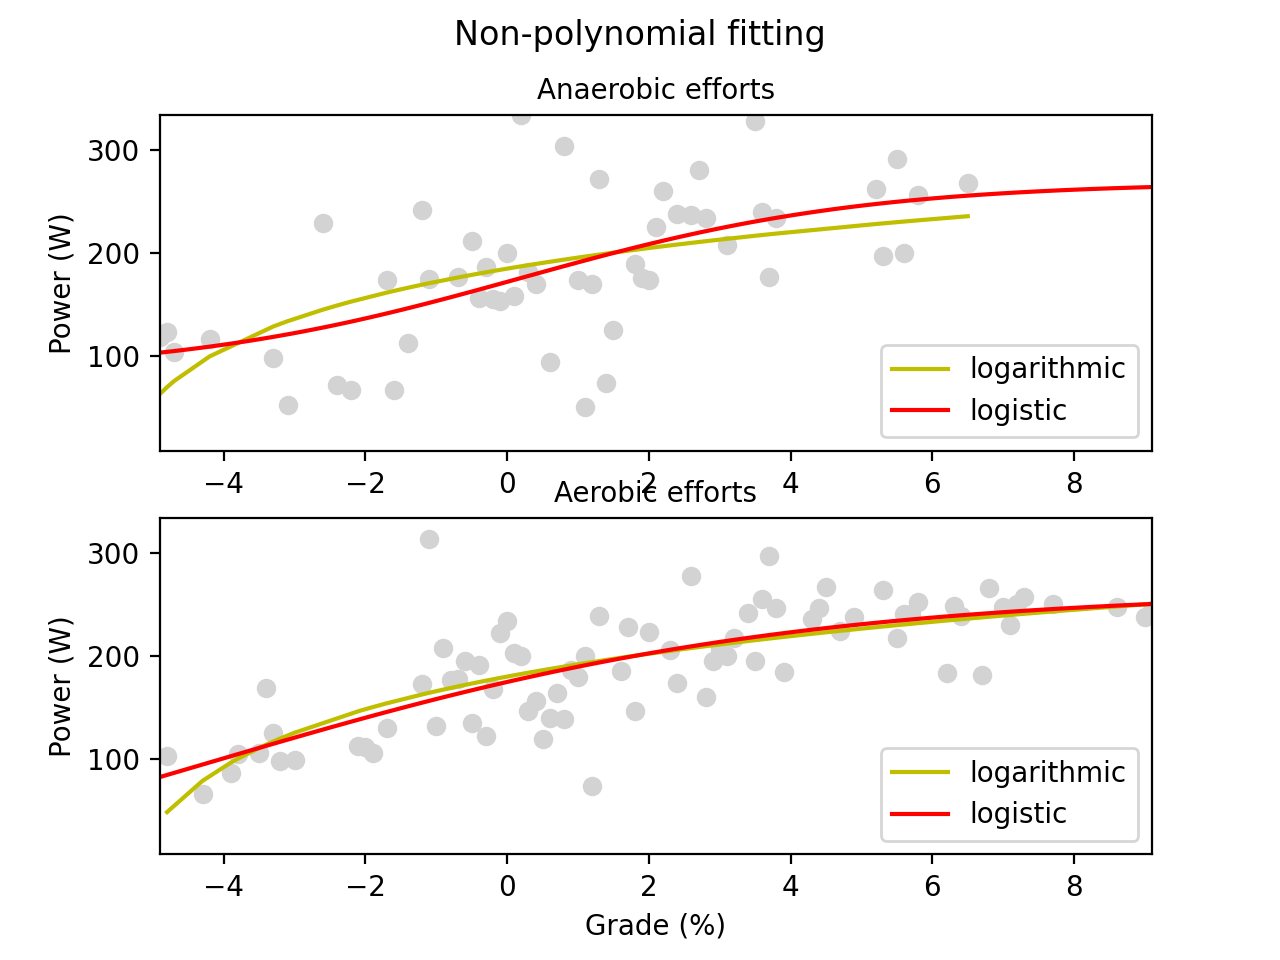 Non-polynomial fitting
Anaerobic efforts
Power (W)
300
200
100
logarithmic
logistic
−4 −2 0 2 4 6 8
Aerobic efforts
Power (W)
300
200
100
logarithmic
logistic
−4 −2 0 2 4 6 8
Grade (%)